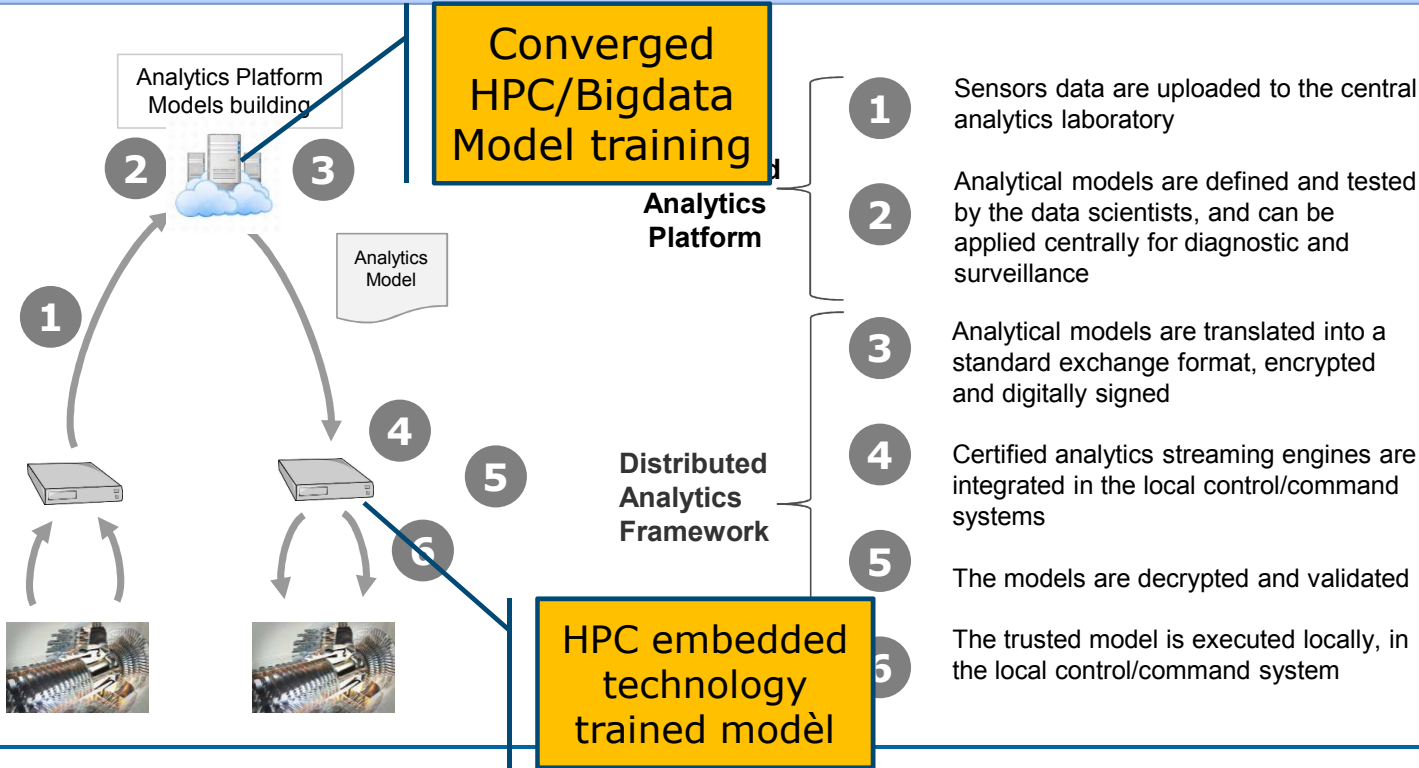 Converged
HPC/Bigdata
Model training
Analytics Platform
Models building
2
3
1
Analytics
Model
4
5
6
Analytics
Platform
Distributed
Analytics
Framework
1
Sensors data are uploaded to the central
analytics laboratory
2
Analytical models are defined and tested
by the data scientists, and can be
applied centrally for diagnostic and
surveillance
3
Analytical models are translated into a
standard exchange format, encrypted
and digitally signed
4
Certified analytics streaming engines are
integrated in the local control/command
systems
5
The models are decrypted and validated
6
The trusted model is executed locally, in
the local control/command system
HPC embedded
technology
trained modèl